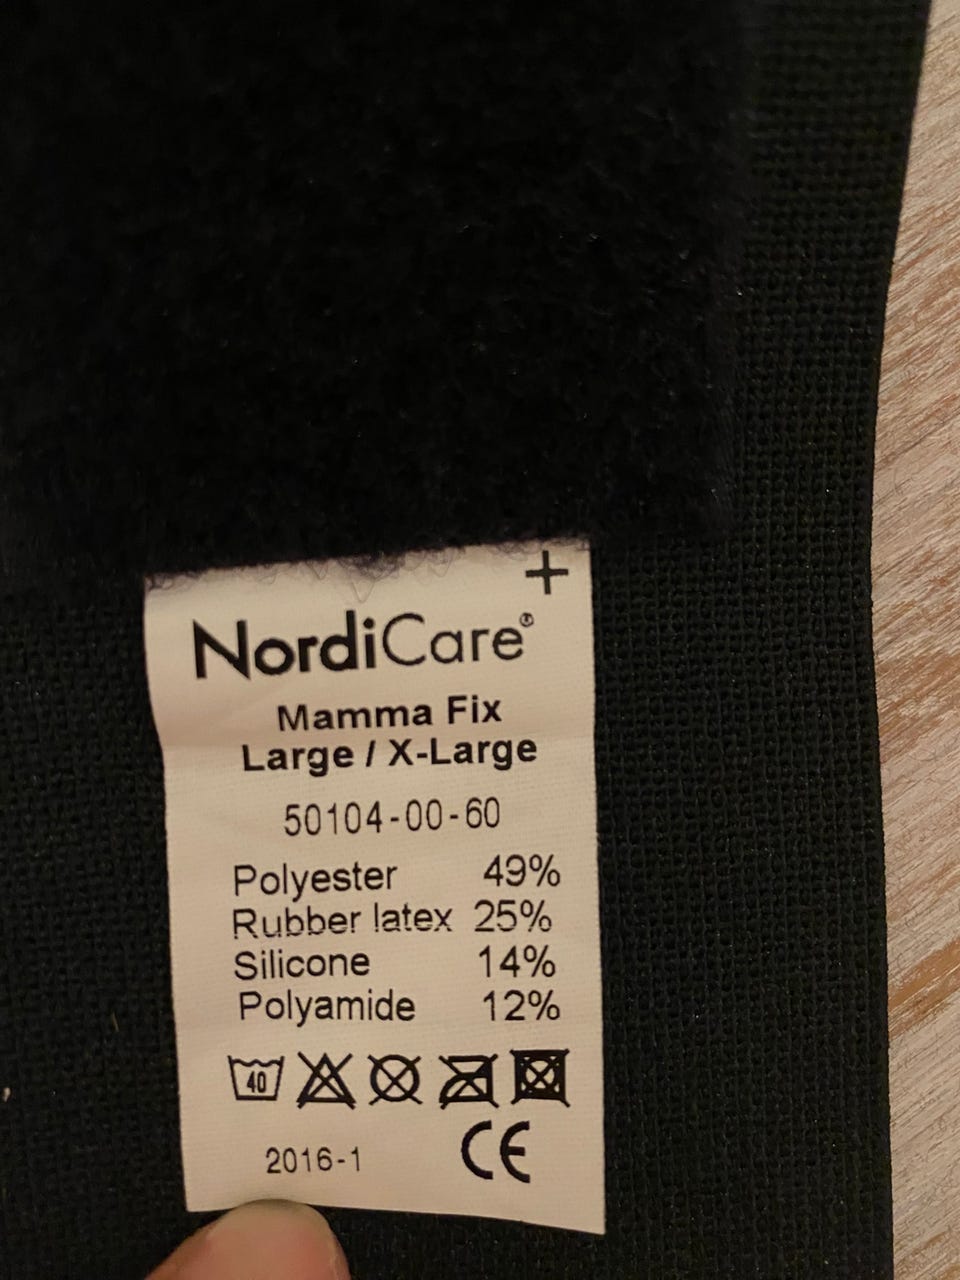 NordiCare®
Mamma Fix
Large / X-Large
50104-00-60
Polyester 49%
Rubber latex 25%
Silicone 14%
Polyamide 12%
40
2016-1 CE